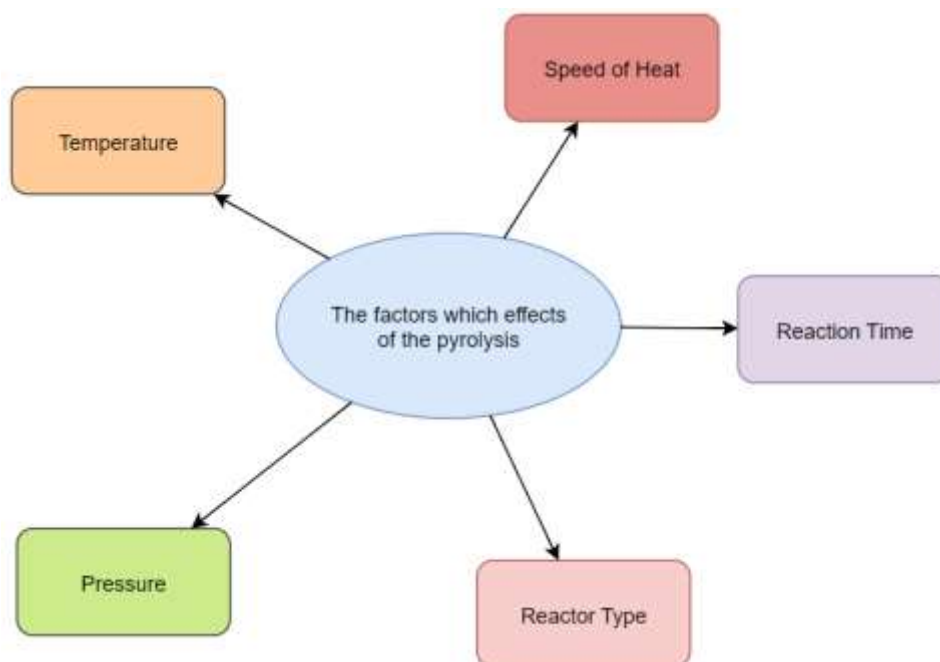 Speed of Heat
Temperature
The factors which effects
of the pyrolysis
Reaction Time
Pressure
Reactor Type